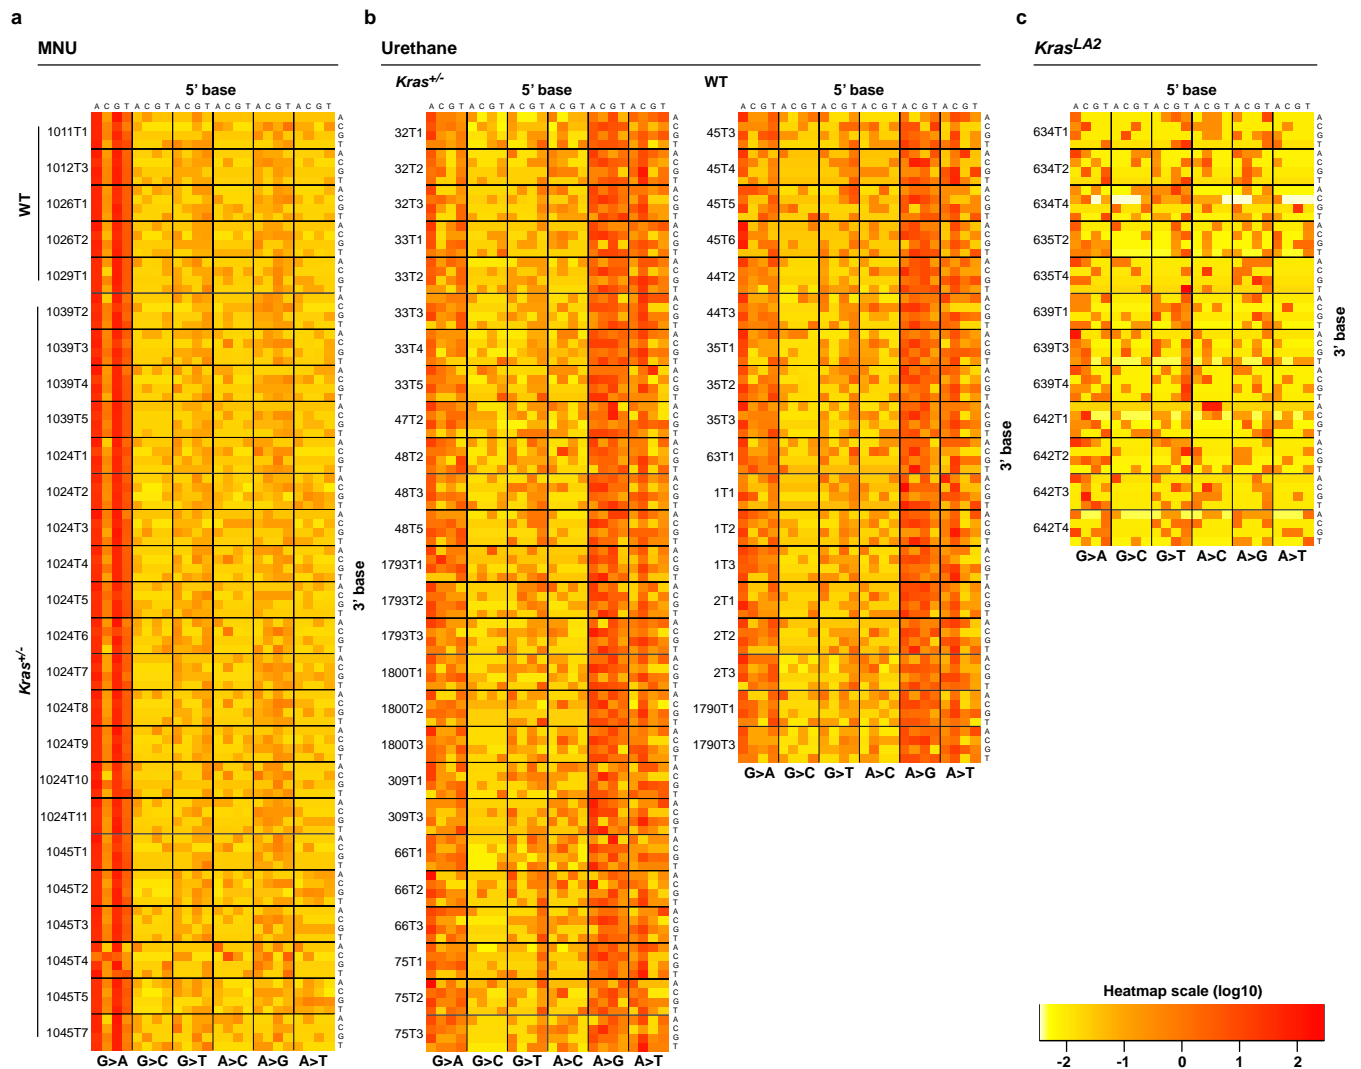 a
b
c
MNU
Urethane
Kras^LA2
Kras^+/-
WT
5’ base
5’ base
5’ base
5’ base
A C G T A C G T A C G T A C G T A C G T A C G T
A C G T A C G T A C G T A C G T A C G T A C G T
A C G T A C G T A C G T A C G T A C G T A C G T
A C G T A C G T A C G T A C G T A C G T A C G T
WT
1011T1
1012T3
1026T1
1026T2
1029T1
Kras^+/-
1039T2
1039T3
1039T4
1039T5
1024T1
1024T2
1024T3
1024T4
1024T5
1024T6
1024T7
1024T8
1024T9
1024T10
1024T11
1045T1
1045T2
1045T3
1045T4
1045T5
1045T7
3’ base
G>A G>C G>T A>C A>G A>T
32T1
32T2
32T3
33T1
33T2
33T3
33T4
33T5
47T2
48T2
48T3
48T5
1793T1
1793T2
1793T3
1800T1
1800T2
1800T3
309T1
309T3
66T1
66T2
66T3
75T1
75T2
75T3
G>A G>C G>T A>C A>G A>T
45T3
45T4
45T5
45T6
44T2
44T3
35T1
35T2
35T3
63T1
1T1
1T2
1T3
2T1
2T2
2T3
1790T1
1790T3
3’ base
G>A G>C G>T A>C A>G A>T
634T1
634T2
634T4
635T2
635T4
639T1
639T3
639T4
642T1
642T2
642T3
642T4
3’ base
G>A G>C G>T A>C A>G A>T
Heatmap scale (log10)
-2 -1 0 1 2